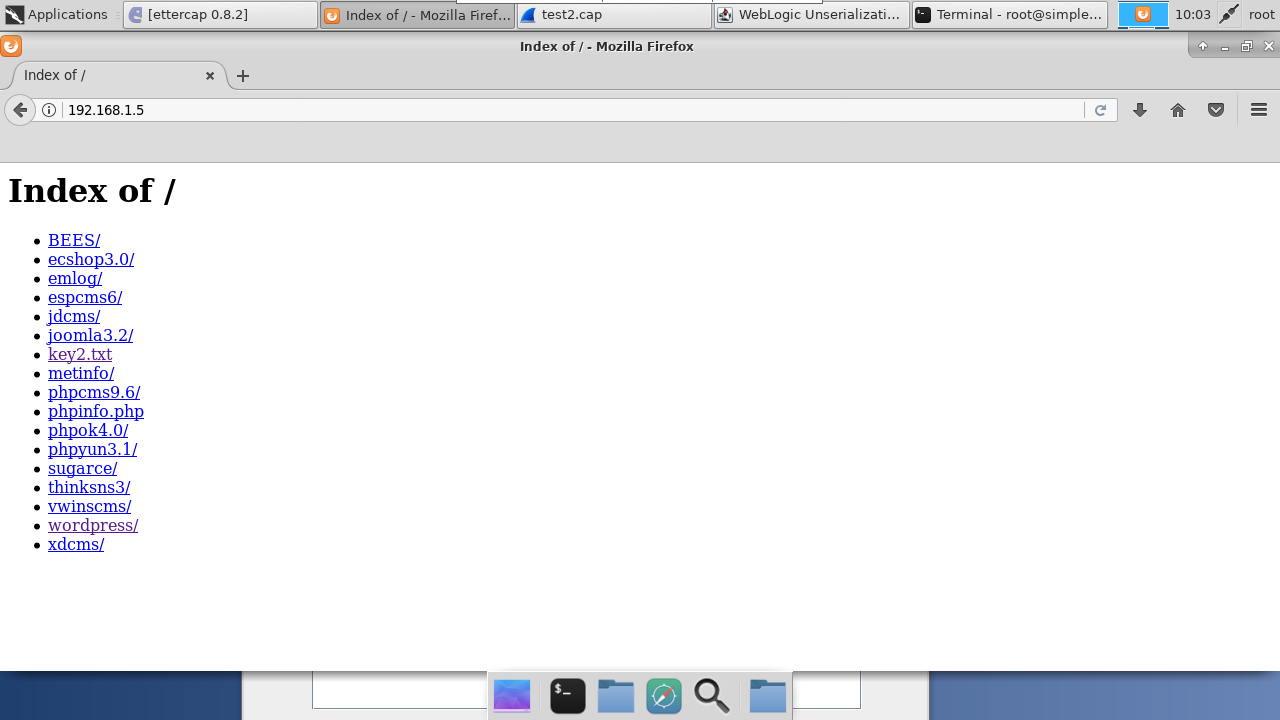 Applications [ettercap 0.8.2] Index of / - Mozilla Firef... test2.cap WebLogic Unserializati... Terminal - root@simple... 10:03 root
Index of / - Mozilla Firefox
Index of /
192.168.1.5
Index of /
BEES/
ecshop3.0/
emlog/
espcms6/
jdcms/
joomla3.2/
key2.txt
metinfo/
phpcms9.6/
phpinfo.php
phpok4.0/
phpyun3.1/
sugarce/
thinksns3/
vwinscms/
wordpress/
xdcms/
$_